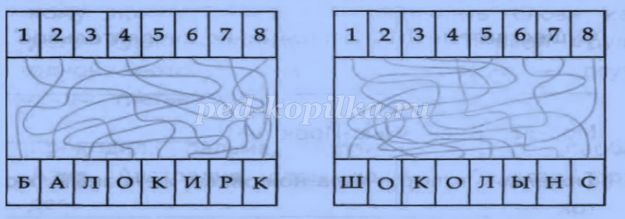 1 2 3 4 5 6 7 8
Б А Л О К И Р К
1 2 3 4 5 6 7 8
Ш О К О Л Ы Н С
ped-kopilka.ru